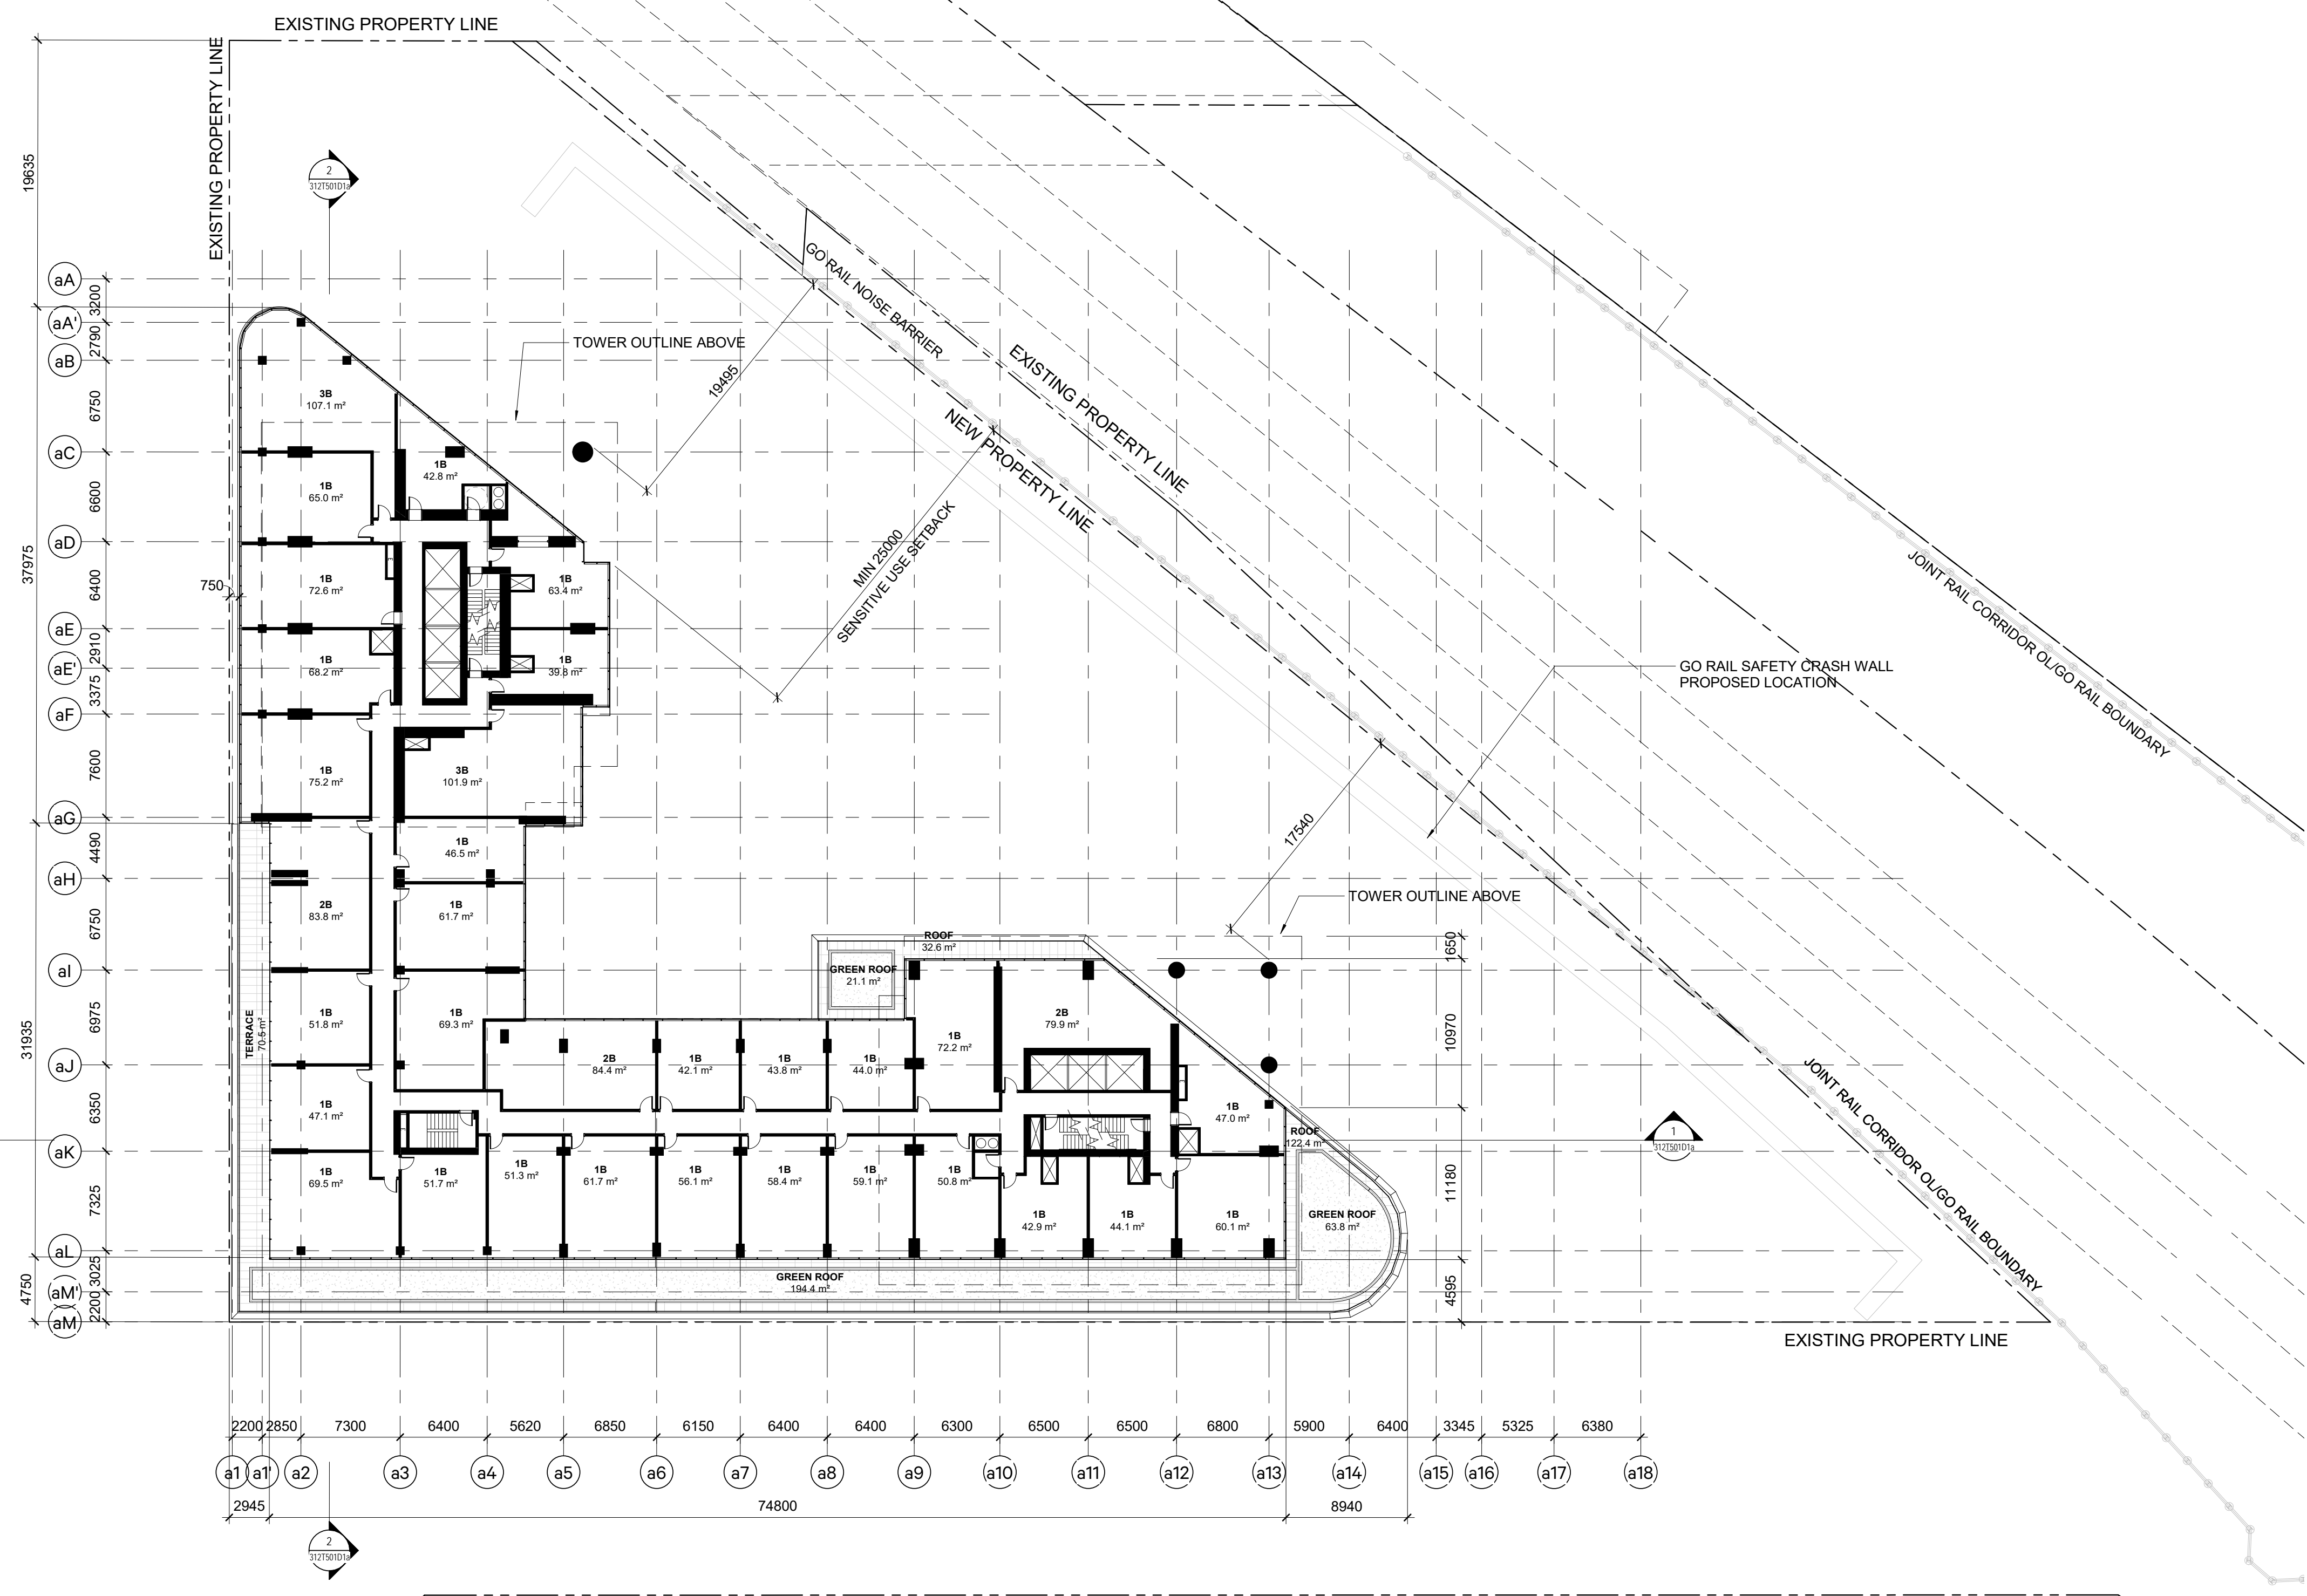 EXISTING PROPERTY LINE
EXISTING PROPERTY LINE
19635
2
312T501D1a
aA
3200
aA'
2790
aB
6750
aC
6600
aD
6400
aE
2910
aE'
3375
aF
7600
aG
4490
aH
6750
aI
6975
aJ
6350
aK
7325
aL
3025
aM'
2200
aM
37975
31935
4750
750
GO RAIL NOISE BARRIER
TOWER OUTLINE ABOVE
19495
EXISTING PROPERTY LINE
NEW PROPERTY LINE
MIN 25000
SENSITIVE USE SETBACK
JOINT RAIL CORRIDOR OL/GO RAIL BOUNDARY
GO RAIL SAFETY CRASH WALL
PROPOSED LOCATION
17540
TOWER OUTLINE ABOVE
3B
107.1 m²
1B
42.8 m²
1B
65.0 m²
1B
72.6 m²
1B
63.4 m²
1B
68.2 m²
1B
39.8 m²
1B
75.2 m²
3B
101.9 m²
1B
46.5 m²
2B
83.8 m²
1B
61.7 m²
ROOF
32.6 m²
GREEN ROOF
21.1 m²
1B
51.8 m²
1B
69.3 m²
TERRACE
70.5 m²
2B
84.4 m²
1B
42.1 m²
1B
43.8 m²
1B
44.0 m²
1B
72.2 m²
2B
79.9 m²
1B
47.1 m²
1B
47.0 m²
ROOF
122.4 m²
1B
69.5 m²
1B
51.7 m²
1B
51.3 m²
1B
61.7 m²
1B
56.1 m²
1B
58.4 m²
1B
59.1 m²
1B
50.8 m²
1B
42.9 m²
1B
44.1 m²
1B
60.1 m²
GREEN ROOF
63.8 m²
GREEN ROOF
194.4 m²
1650
10970
11180
4595
1
312T501D1a
JOINT RAIL CORRIDOR OL/GO RAIL BOUNDARY
EXISTING PROPERTY LINE
2200 2850 7300 6400 5620 6850 6150 6400 6400 6300 6500 6500 6800 5900 6400 3345 5325 6380
a1 a1' a2 a3 a4 a5 a6 a7 a8 a9 a10 a11 a12 a13 a14 a15 a16 a17 a18
2945 74800 8940
2
312T501D1a